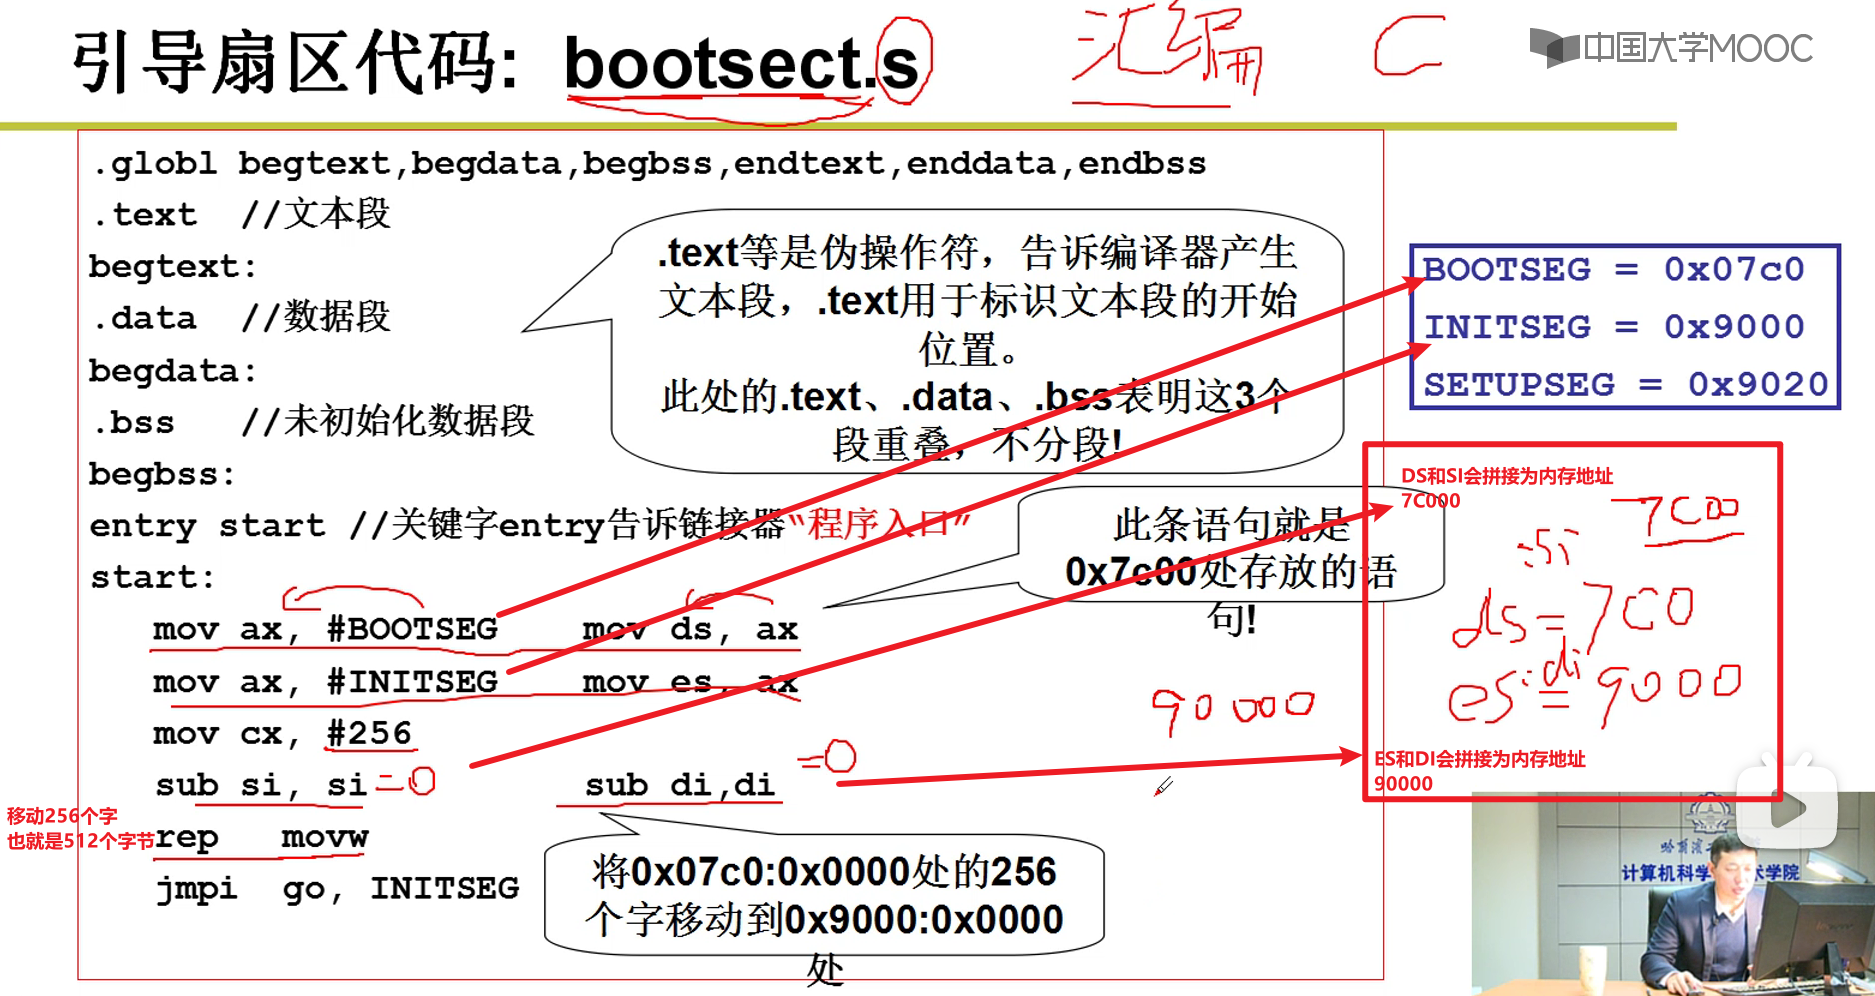 引导扇区代码: bootsect.s
汇编 C
中国大学MOOC
.globl begtext,begdata,begbss,endtext,enddata,endbss
.text //文本段
begtext:
.data //数据段
begdata:
.bss //未初始化数据段
begbss:
entry start //关键字entry告诉链接器“程序入口”
start:
mov ax, #BOOTSEG mov ds, ax
mov ax, #INITSEG mov es, ax
mov cx, #256
sub si, si =0 sub di,di =0
rep movw
jmpi go, INITSEG
.text等是伪操作符，告诉编译器产生
文本段，.text用于标识文本段的开始
位置。
此处的.text、.data、.bss表明这3个
段重叠，不分段!
BOOTSEG = 0x07c0
INITSEG = 0x9000
SETUPSEG = 0x9020
此条语句就是
0x7c00处存放的语
句!
DS和SI会拼接为内存地址
7C000
7C00
:si
ds=7C0
:di
es=9000
90000
ES和DI会拼接为内存地址
90000
移动256个字
也就是512个字节
将0x07c0:0x0000处的256
个字移动到0x9000:0x0000
处
计算机科学 术学院